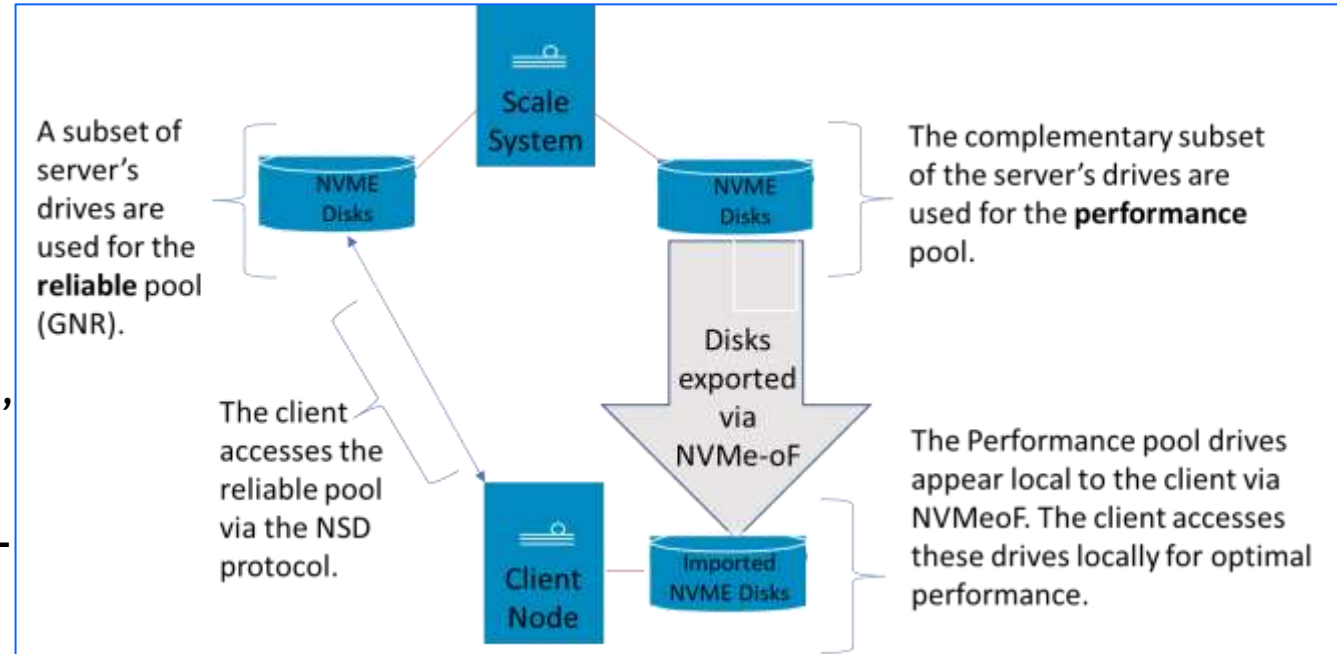 Scale
System
A subset of
server's
drives are
used for the
reliable pool
(GNR).
NVME
Disks
NVME
Disks
The complementary subset
of the server's drives are
used for the performance
pool.
,
Disks
exported
via
NVMe-oF
The client
accesses the
reliable pool
via the NSD
protocol.
-
Client
Node
Imported
NVME Disks
The Performance pool drives
appear local to the client via
NVMeoF. The client accesses
these drives locally for optimal
performance.